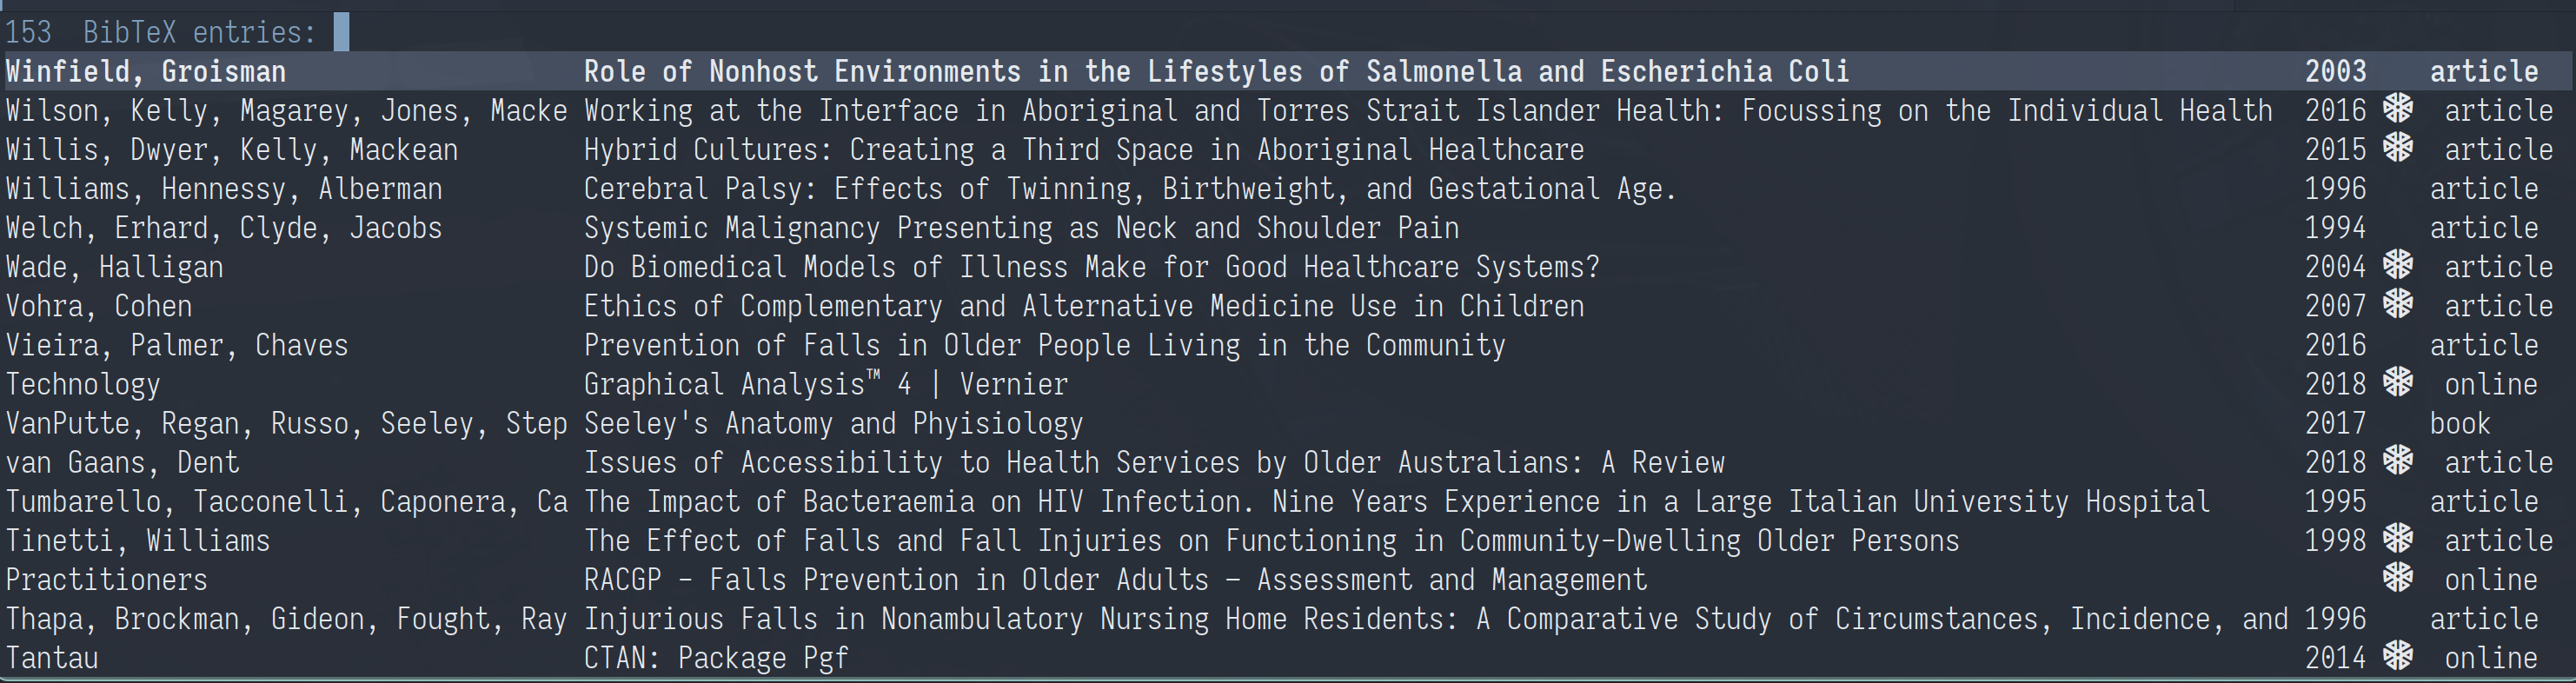 153  BibTeX entries:
Winfield, Groisman Role of Nonhost Environments in the Lifestyles of Salmonella and Escherichia Coli 2003 article
Wilson, Kelly, Magarey, Jones, Macke Working at the Interface in Aboriginal and Torres Strait Islander Health: Focussing on the Individual Health 2016 article
Willis, Dwyer, Kelly, Mackean Hybrid Cultures: Creating a Third Space in Aboriginal Healthcare 2015 article
Williams, Hennessy, Alberman Cerebral Palsy: Effects of Twinning, Birthweight, and Gestational Age. 1996 article
Welch, Erhard, Clyde, Jacobs Systemic Malignancy Presenting as Neck and Shoulder Pain 1994 article
Wade, Halligan Do Biomedical Models of Illness Make for Good Healthcare Systems? 2004 article
Vohra, Cohen Ethics of Complementary and Alternative Medicine Use in Children 2007 article
Vieira, Palmer, Chaves Prevention of Falls in Older People Living in the Community 2016 article
Technology Graphical Analysis™ 4 | Vernier 2018 online
VanPutte, Regan, Russo, Seeley, Step Seeley's Anatomy and Phyisiology 2017 book
van Gaans, Dent Issues of Accessibility to Health Services by Older Australians: A Review 2018 article
Tumbarello, Tacconelli, Caponera, Ca The Impact of Bacteraemia on HIV Infection. Nine Years Experience in a Large Italian University Hospital 1995 article
Tinetti, Williams The Effect of Falls and Fall Injuries on Functioning in Community-Dwelling Older Persons 1998 article
Practitioners RACGP - Falls Prevention in Older Adults – Assessment and Management online
Thapa, Brockman, Gideon, Fought, Ray Injurious Falls in Nonambulatory Nursing Home Residents: A Comparative Study of Circumstances, Incidence, and 1996 article
Tantau CTAN: Package Pgf 2014 online